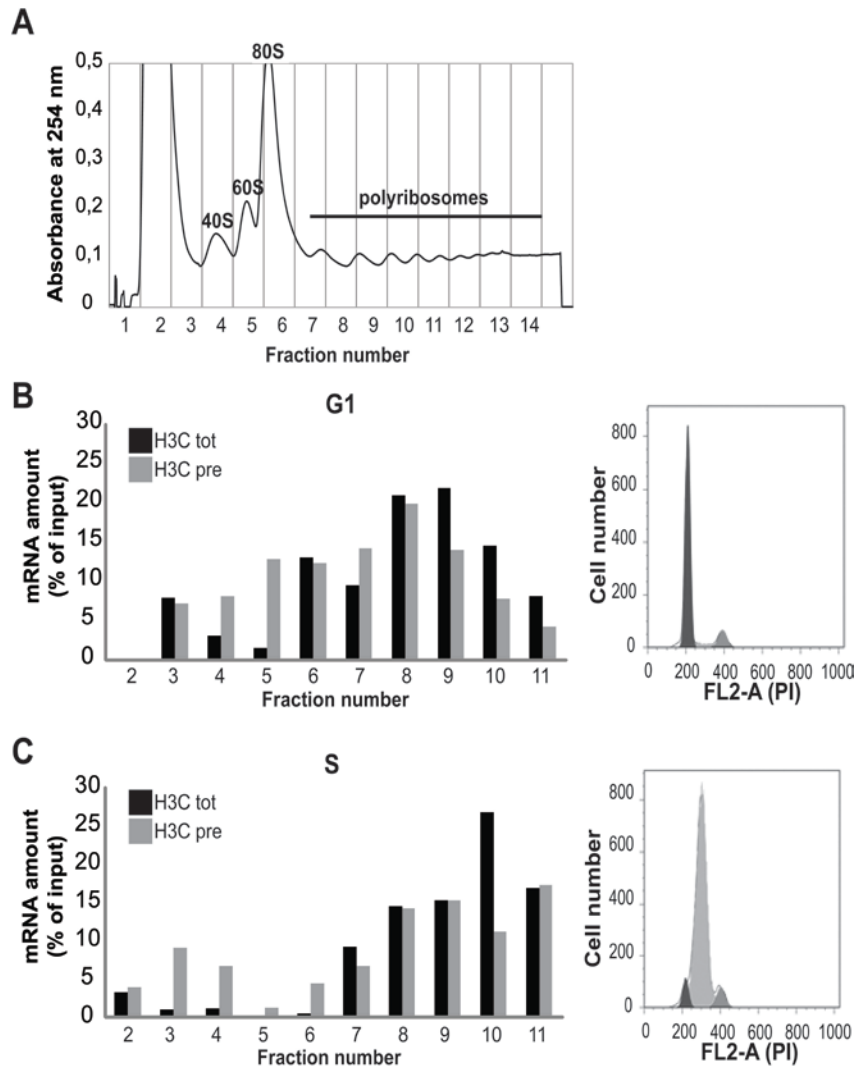 A
80S
0,5
0,4
0,3
0,2
0,1
0
Absorbance at 254 nm
60S
40S
polyribosomes
1 2 3 4 5 6 7 8 9 10 11 12 13 14
Fraction number
B
G1
30
25
20
15
10
5
0
mRNA amount
(% of input)
H3C tot
H3C pre
2 3 4 5 6 7 8 9 10 11
Fraction number
800
600
400
200
0
Cell number
0 200 400 600 800 1000
FL2-A (PI)
C
S
30
25
20
15
10
5
0
mRNA amount
(% of input)
H3C tot
H3C pre
2 3 4 5 6 7 8 9 10 11
Fraction number
800
600
400
200
0
Cell number
0 200 400 600 800 1000
FL2-A (PI)